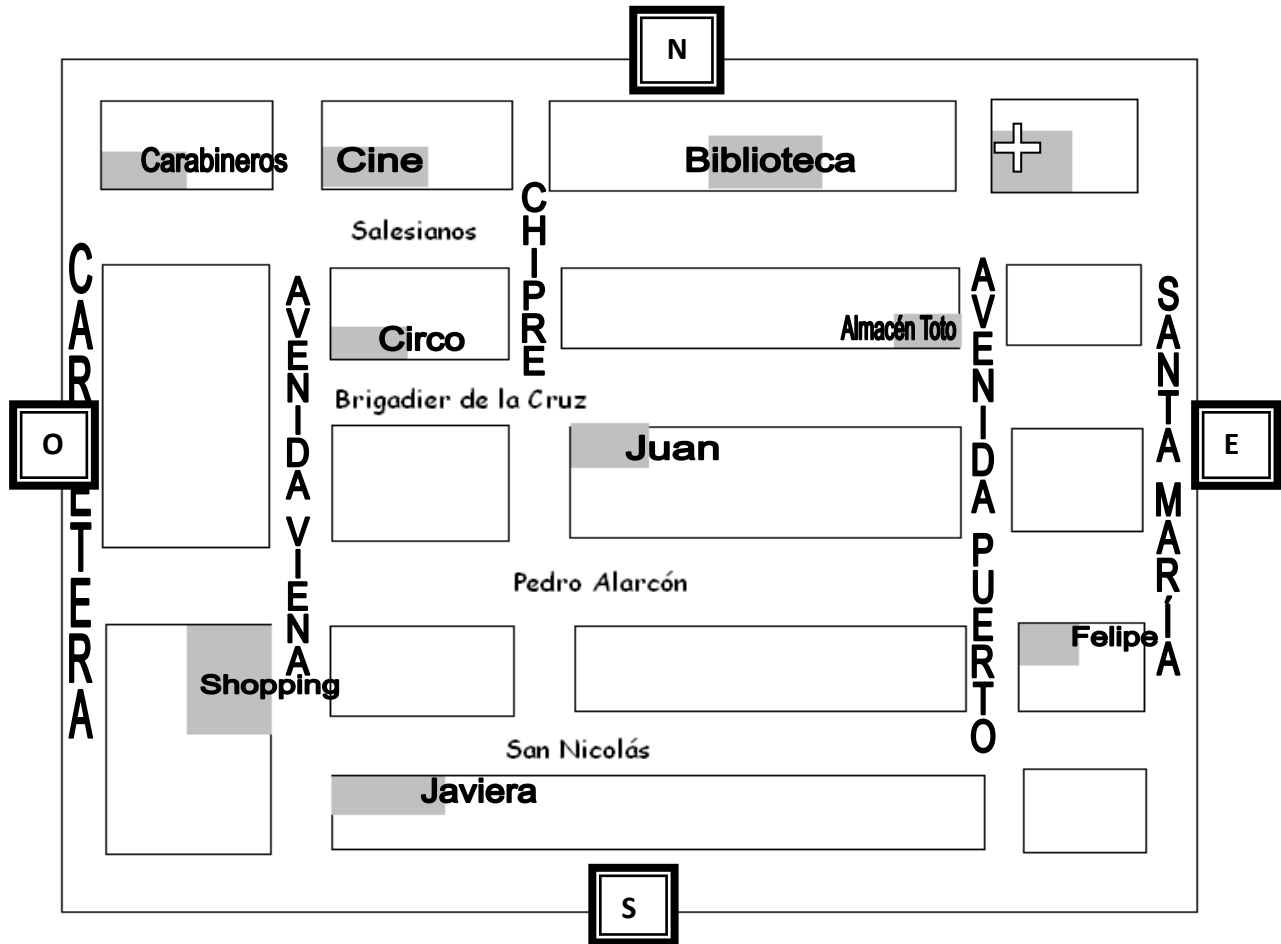 N
Carabineros
Cine
Biblioteca
CHIPRE
Salesianos
CARRETERA
AVENIDA VIENA
AVENIDA PUERTO
SANTA MARÍA
Circo
Almacén Toto
Brigadier de la Cruz
O
E
Juan
Pedro Alarcón
Felipe
Shopping
San Nicolás
Javiera
S